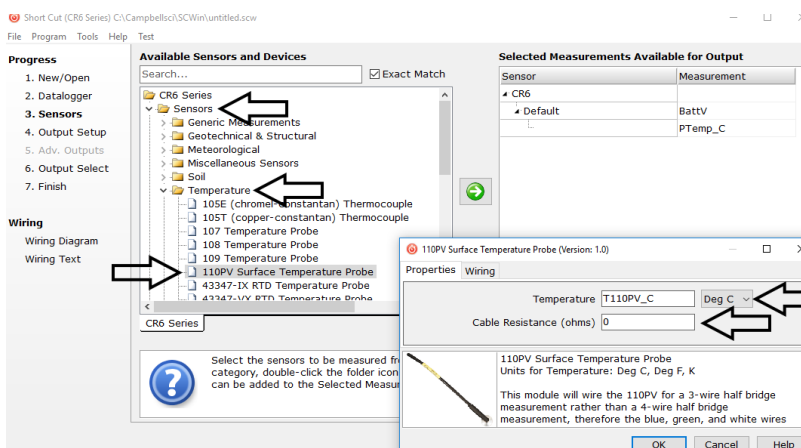 Short Cut (CR6 Series) C:\Campbellsci\SCWin\untitled.scw
File Program Tools Help Test
Progress
1. New/Open
2. Datalogger
3. Sensors
4. Output Setup
5. Adv. Outputs
6. Output Select
7. Finish
Wiring
Wiring Diagram
Wiring Text
Available Sensors and Devices
Search...
Exact Match
CR6 Series
Sensors
Generic Measurements
Geotechnical & Structural
Meteorological
Miscellaneous Sensors
Soil
Temperature
105E (chromel-constantan) Thermocouple
105T (copper-constantan) Thermocouple
107 Temperature Probe
108 Temperature Probe
109 Temperature Probe
110PV Surface Temperature Probe
43347-IX RTD Temperature Probe
43347-VX RTD Temperature Probe
CR6 Series
Select the sensors to be measured
category, double-click the folder icon
can be added to the Selected
Selected Measurements Available for Output
Sensor Measurement
CR6
Default BattV
PTemp_C
110PV Surface Temperature Probe (Version: 1.0)
Properties Wiring
Temperature T110PV_C Deg C
Cable Resistance (ohms) 0
110PV Surface Temperature Probe
Units for Temperature: Deg C, Deg F, K
This module will wire the 110PV for a 3-wire half bridge
measurement rather than a 4-wire half bridge
measurement, therefore the blue, green, and white wires
OK Cancel Help